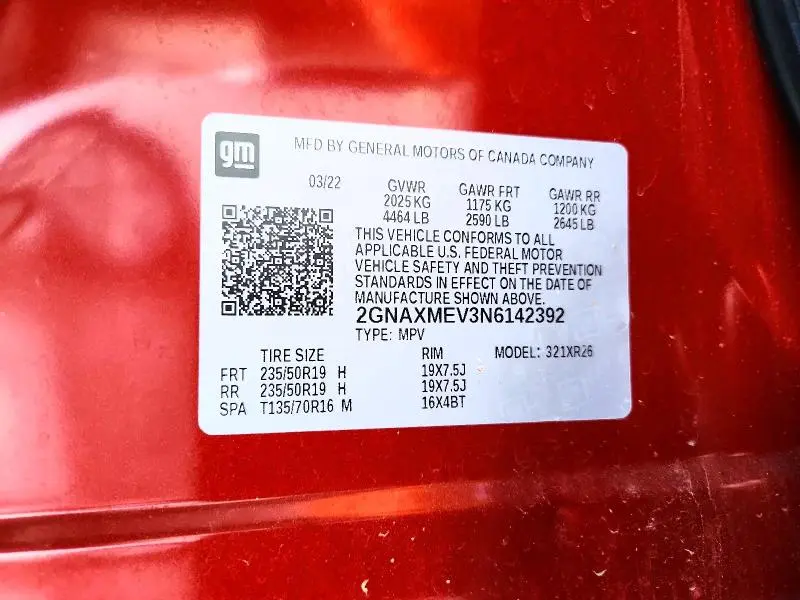 gm
MFD BY GENERAL MOTORS OF CANADA COMPANY
03/22 GVWR GAWR FRT GAWR RR
2025 KG 1175 KG 1200 KG
4464 LB 2590 LB 2645 LB
THIS VEHICLE CONFORMS TO ALL
APPLICABLE U.S. FEDERAL MOTOR
VEHICLE SAFETY AND THEFT PREVENTION
STANDARDS IN EFFECT ON THE DATE OF
MANUFACTURE SHOWN ABOVE.
2GNAXMEV3N6142392
TYPE: MPV
TIRE SIZE RIM MODEL: 321XR26
FRT 235/50R19 H 19X7.5J
RR 235/50R19 H 19X7.5J
SPA T135/70R16 M 16X4BT